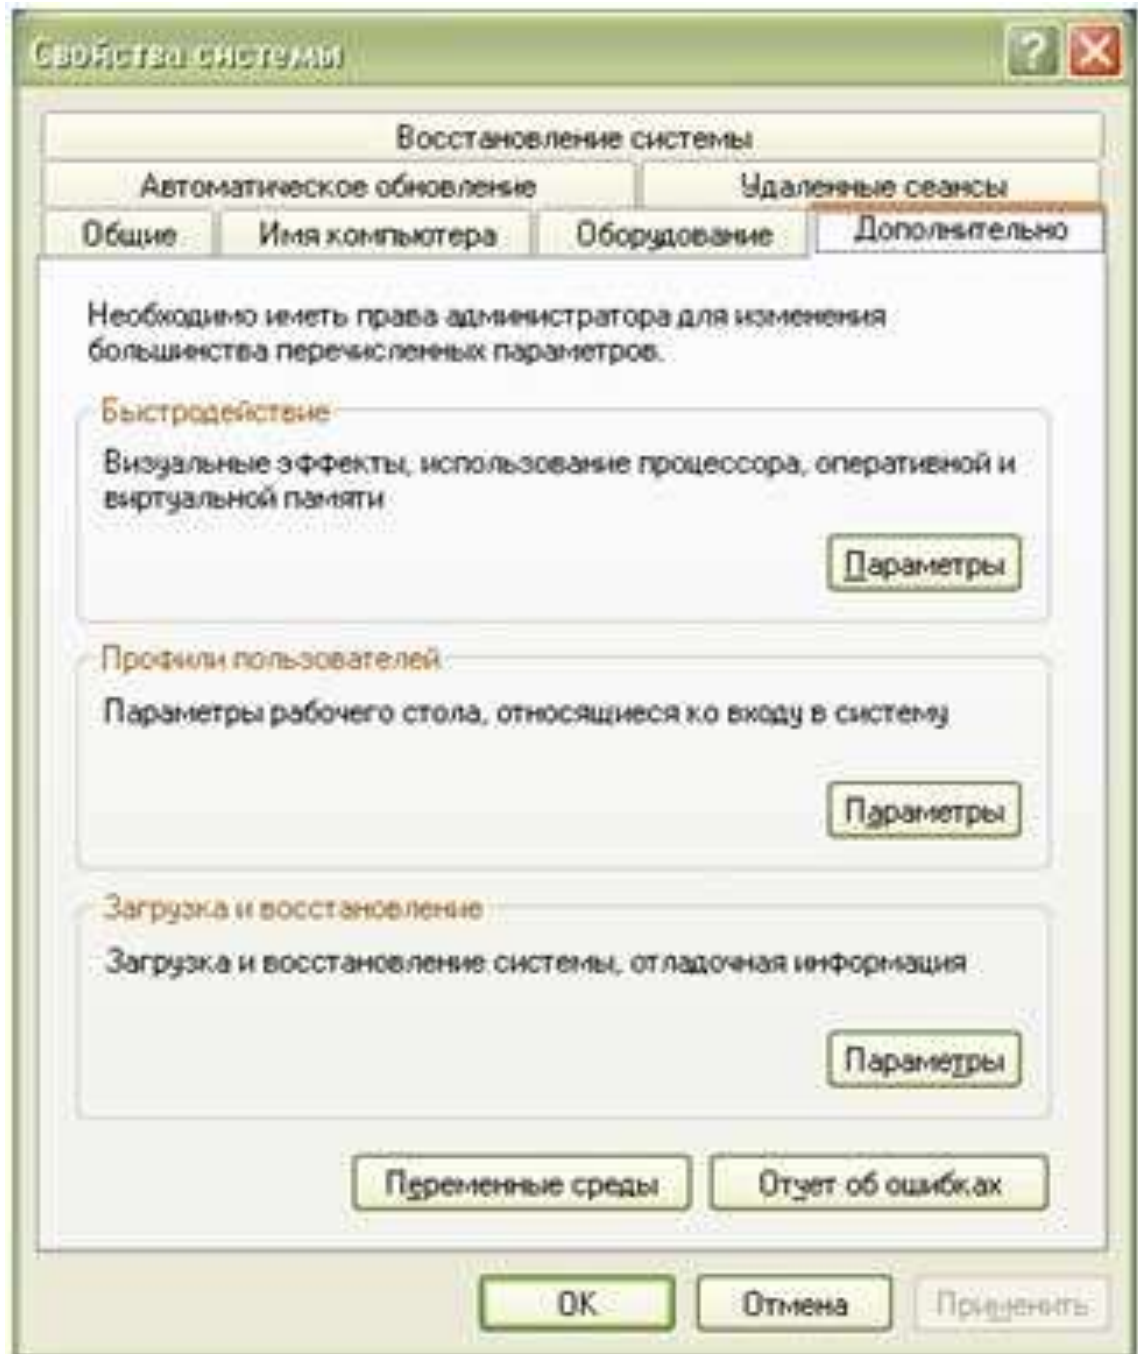 Свойства системы
Восстановление системы
Автоматическое обновление Удаленные сеансы
Общие Имя компьютера Оборудование Дополнительно
Необходимо иметь права администратора для изменения
большинства перечисленных параметров.
Быстродействие
Визуальные эффекты, использование процессора, оперативной и
виртуальной памяти
Параметры
Профили пользователей
Параметры рабочего стола, относящиеся ко входу в систему
Параметры
Загрузка и восстановление
Загрузка и восстановление системы, отладочная информация
Параметры
Переменные среды Отчет об ошибках
OK Отмена Применить